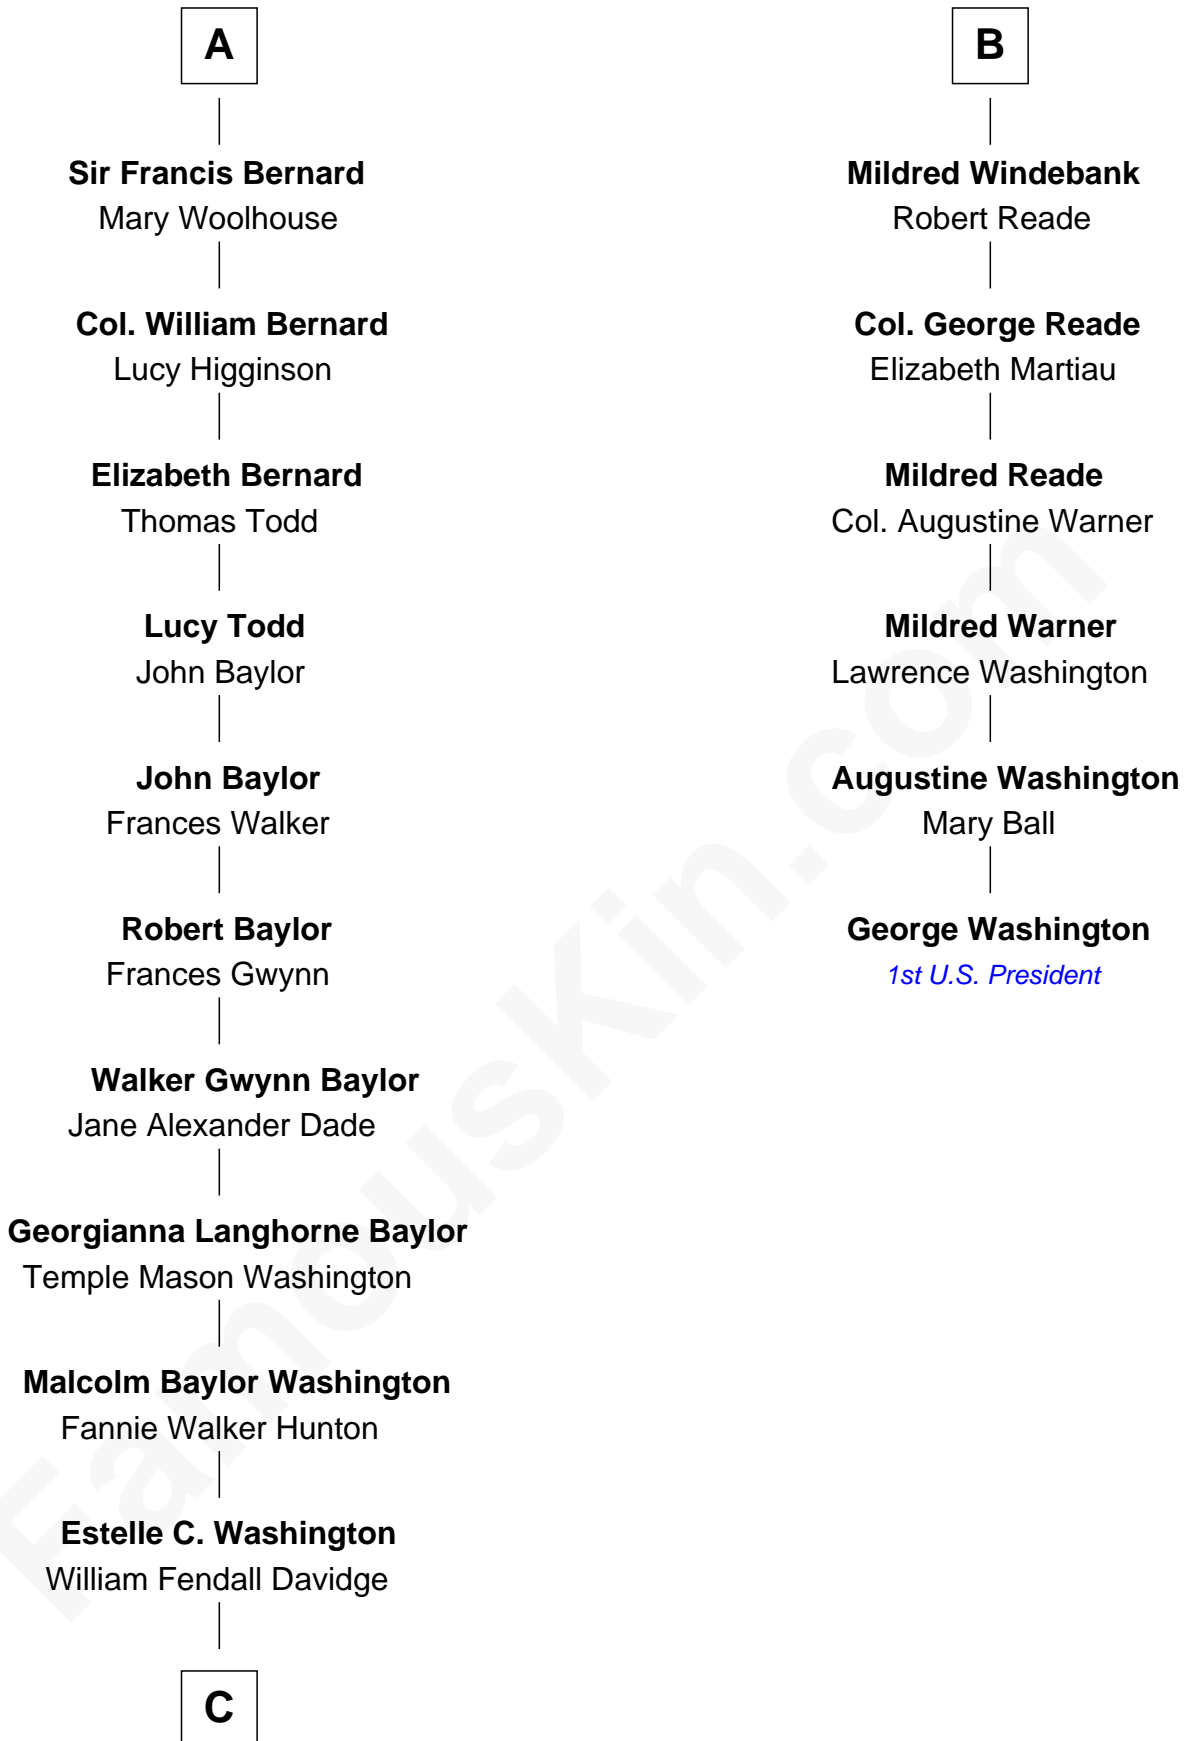 A
Sir Francis Bernard
Mary Woolhouse
Col. William Bernard
Lucy Higginson
Elizabeth Bernard
Thomas Todd
Lucy Todd
John Baylor
John Baylor
Frances Walker
Robert Baylor
Frances Gwynn
Walker Gwynn Baylor
Jane Alexander Dade
Georgianna Langhorne Baylor
Temple Mason Washington
Malcolm Baylor Washington
Fannie Walker Hunton
Estelle C. Washington
William Fendall Davidge
C
B
Mildred Windebank
Robert Reade
Col. George Reade
Elizabeth Martiau
Mildred Reade
Col. Augustine Warner
Mildred Warner
Lawrence Washington
Augustine Washington
Mary Ball
George Washington
1st U.S. President
FamousKin.com